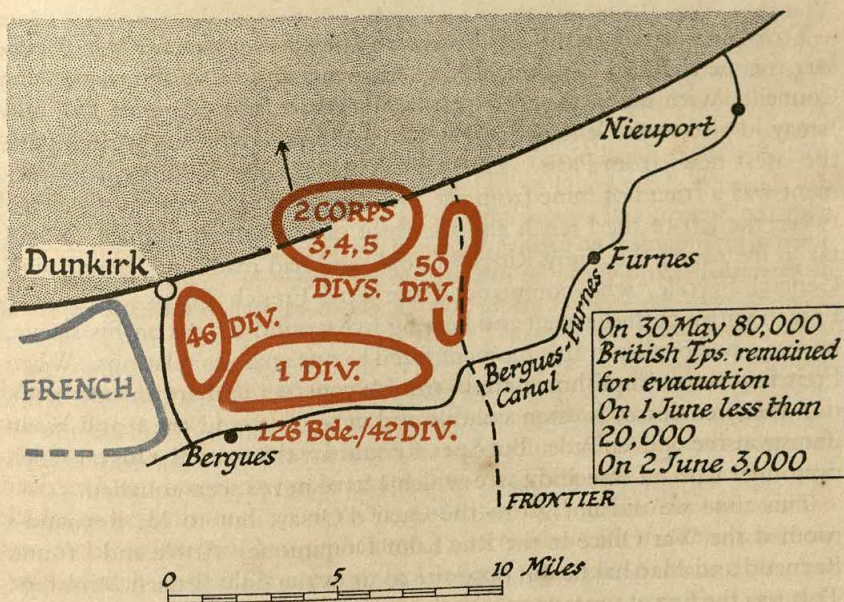 Nieuport
Dunkirk
2 CORPS
3, 4, 5
DIVS.
50
DIV.
Furnes
46 DIV.
1 DIV.
FRENCH
Bergues-Furnes
Canal
126 Bde./42 DIV.
Bergues
On 30 May 80,000
British Tps. remained
for evacuation
On 1 June less than
20,000
On 2 June 3,000
FRONTIER
0 5 10 Miles